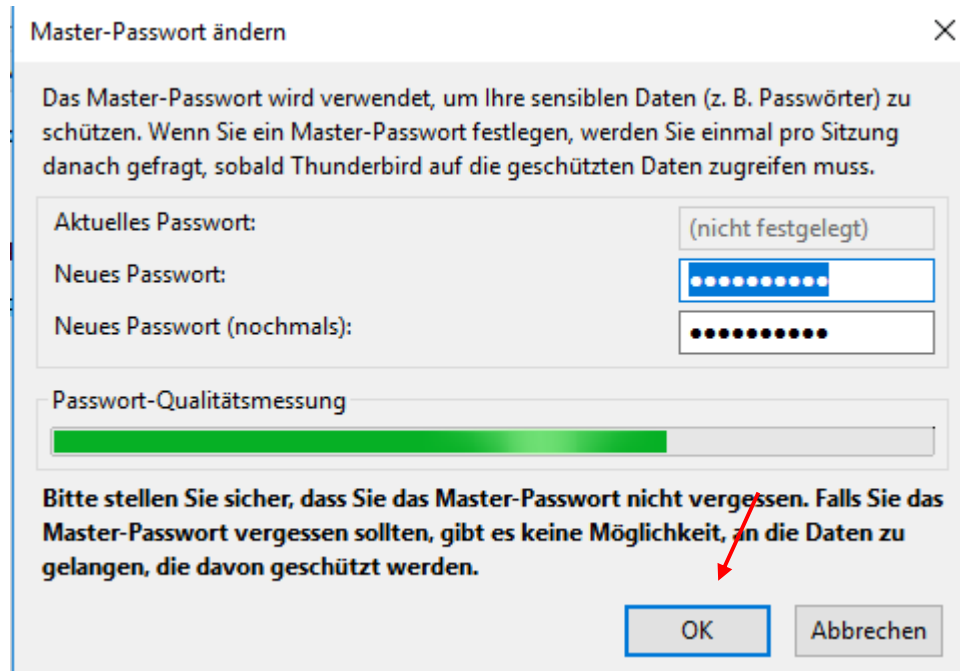 Master-Passwort ändern
Das Master-Passwort wird verwendet, um Ihre sensiblen Daten (z. B. Passwörter) zu
schützen. Wenn Sie ein Master-Passwort festlegen, werden Sie einmal pro Sitzung
danach gefragt, sobald Thunderbird auf die geschützten Daten zugreifen muss.
Aktuelles Passwort: (nicht festgelegt)
Neues Passwort: ●●●●●●●●●●
Neues Passwort (nochmals): ●●●●●●●●●●
Passwort-Qualitätsmessung
Bitte stellen Sie sicher, dass Sie das Master-Passwort nicht vergessen. Falls Sie das
Master-Passwort vergessen sollten, gibt es keine Möglichkeit, an die Daten zu
gelangen, die davon geschützt werden.
OK Abbrechen